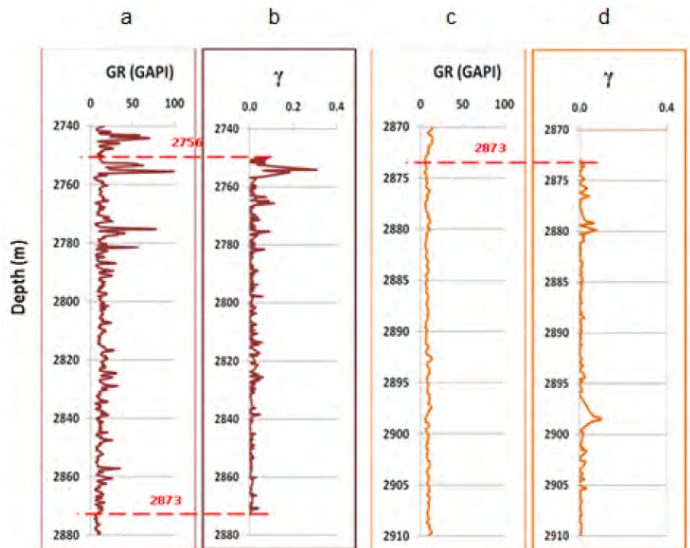 a b c d
GR (GAPI) γ GR (GAPI) γ
0 50 100 0.0 0.2 0.4 0 50 100 0.0 0.4
2740 2740 2870 2870
2756 2873
2760 2760 2875 2875
2780 2780 2880 2880
2885 2885
Depth (m)
2800 2800 2890 2890
2820 2820 2895 2895
2840 2840 2900 2900
2860 2860 2905 2905
2873
2880 2880 2910 2910